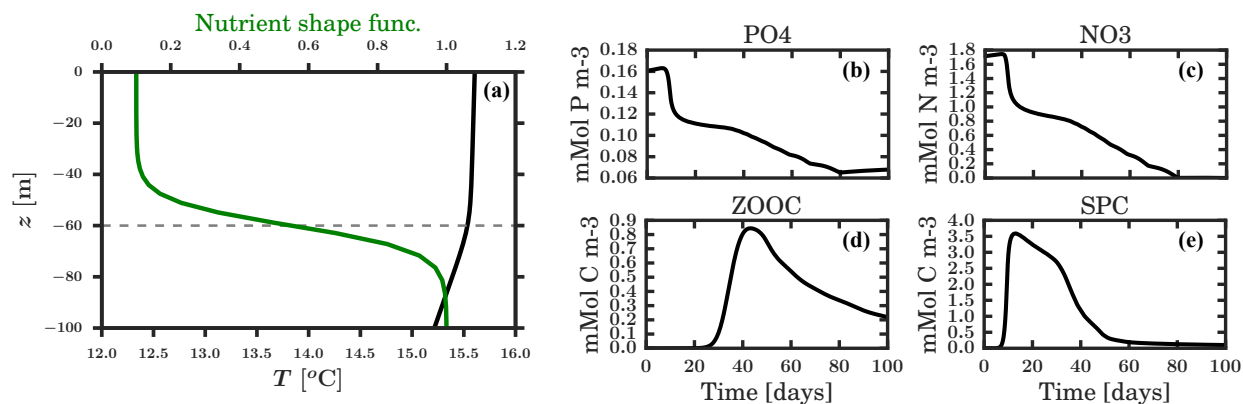 Nutrient shape func.
0.0 0.2 0.4 0.6 0.8 1.0 1.2
0
−20
−40
−60
−80
−100
z [m]
(a)
12.0 12.5 13.0 13.5 14.0 14.5 15.0 15.5 16.0
T [°C]
PO4
mMol P m-3
0.18
0.16
0.14
0.12
0.10
0.08
0.06
(b)
NO3
mMol N m-3
1.8
1.6
1.4
1.2
1.0
0.8
0.6
0.4
0.2
0.0
(c)
ZOOC
mMol C m-3
0.9
0.8
0.7
0.6
0.5
0.4
0.3
0.2
0.1
0.0
(d)
0 20 40 60 80 100
Time [days]
SPC
mMol C m-3
4.0
3.5
3.0
2.5
2.0
1.5
1.0
0.5
0.0
(e)
0 20 40 60 80 100
Time [days]